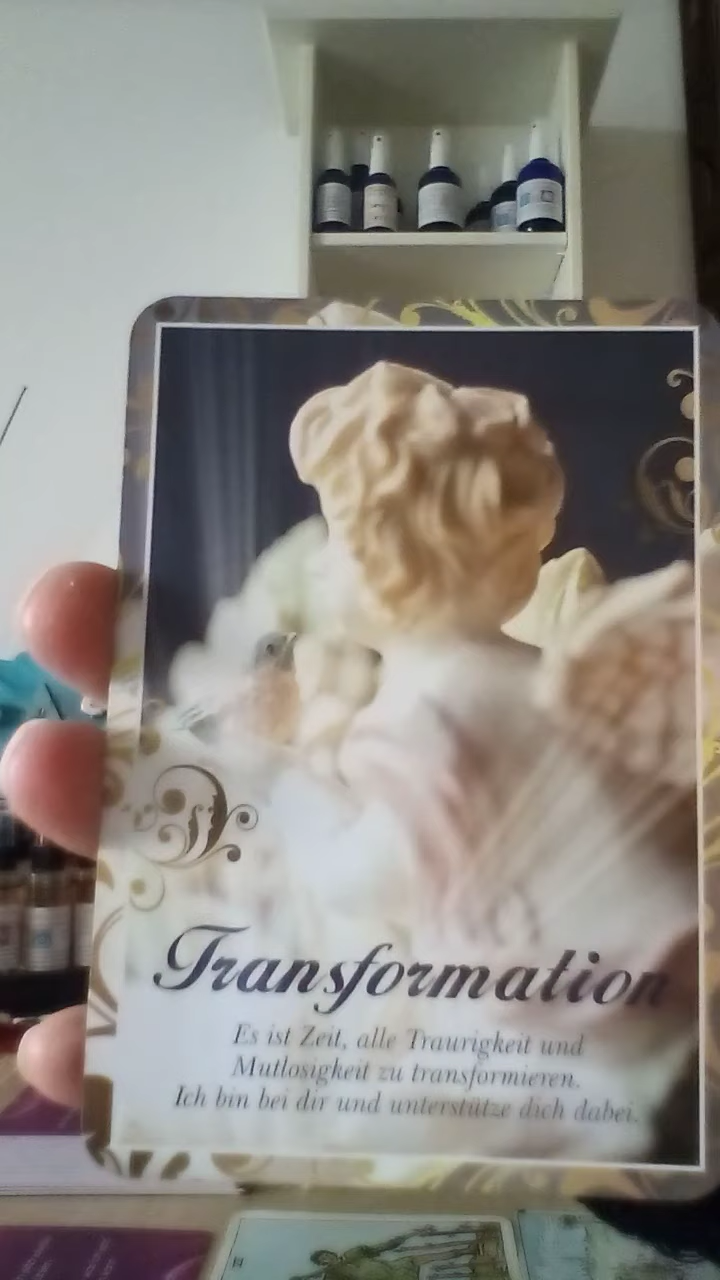 Transformation
Es ist Zeit, alle Traurigkeit und
Mutlosigkeit zu transformieren.
Ich bin bei dir und unterstütze dich dabei.